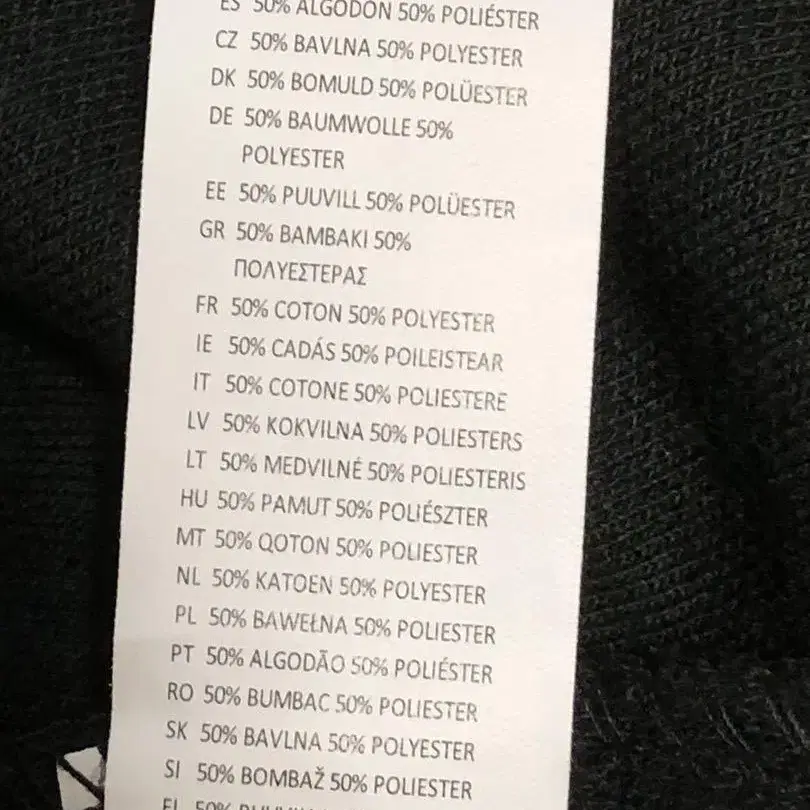 ES 50% ALGODÓN 50% POLIÉSTER
CZ 50% BAVLNA 50% POLYESTER
DK 50% BOMULD 50% POLÜESTER
DE 50% BAUMWOLLE 50%
POLYESTER
EE 50% PUUVILL 50% POLÜESTER
GR 50% BAMBAKI 50%
ΠΟΛΥΕΣΤΕΡΑΣ
FR 50% COTON 50% POLYESTER
IE 50% CADÁS 50% POILEISTEAR
IT 50% COTONE 50% POLIESTERE
LV 50% KOKVILNA 50% POLIESTERS
LT 50% MEDVILNÉ 50% POLIESTERIS
HU 50% PAMUT 50% POLIÉSZTER
MT 50% QOTON 50% POLIESTER
NL 50% KATOEN 50% POLYESTER
PL 50% BAWEŁNA 50% POLIESTER
PT 50% ALGODÃO 50% POLIÉSTER
RO 50% BUMBAC 50% POLIESTER
SK 50% BAVLNA 50% POLYESTER
SI 50% BOMBAŽ 50% POLIESTER
50%